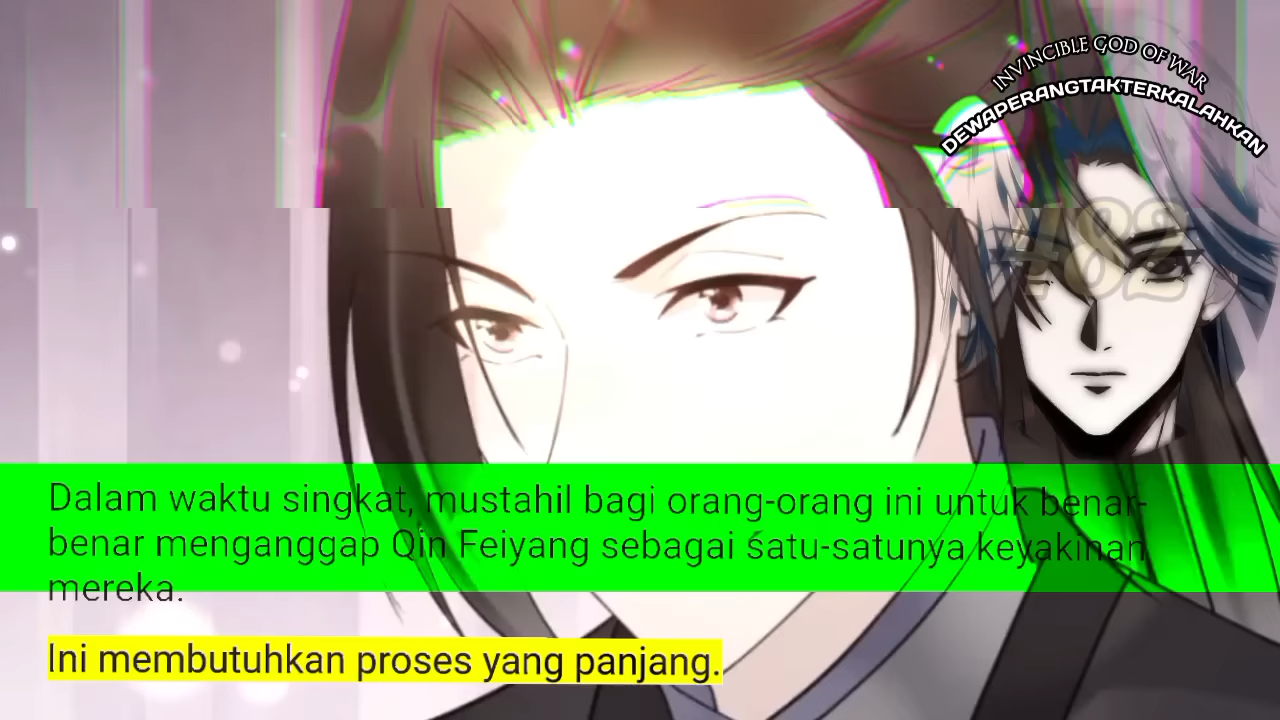 INVINCIBLE GOD OF WAR
DEWAPERANGTAKTERKALAHKAN
482
Dalam waktu singkat, mustahil bagi orang-orang ini untuk benar-
benar menganggap Qin Feiyang sebagai satu-satunya keyakinan
mereka.
Ini membutuhkan proses yang panjang.